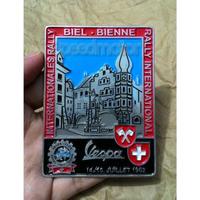 BIEL - BIENNE
INTERNATIONALES RALLY
RALLY INTERNATIONAL
Vespa
JUILLET